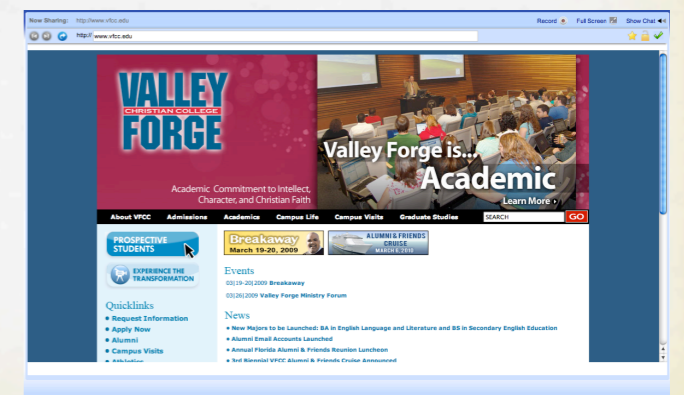 Now Sharing: http://www.vfcc.edu
Record Full Screen Show Chat
http:// www.vfcc.edu
VALLEY
CHRISTIAN COLLEGE
FORGE
Academic Commitment to Intellect,
Character, and Christian Faith
Valley Forge is...
Academic
Learn More
About VFCC Admissions Academics Campus Life Campus Visits Graduate Studies SEARCH GO
PROSPECTIVE
STUDENTS
Breakaway
March 19-20, 2009
ALUMNI & FRIENDS
CRUISE
MARCH 6, 2010
EXPERIENCE THE
TRANSFORMATION
Events
03|19-20|2009 Breakaway
03|26|2009 Valley Forge Ministry Forum
Quicklinks
• Request Information
• Apply Now
• Alumni
• Campus Visits
• Athletics
News
• New Majors to be Launched: BA in English Language and Literature and BS in Secondary English Education
• Alumni Email Accounts Launched
• Annual Florida Alumni & Friends Reunion Luncheon
• 3rd Biennial VFCC Alumni & Friends Cruise Announced